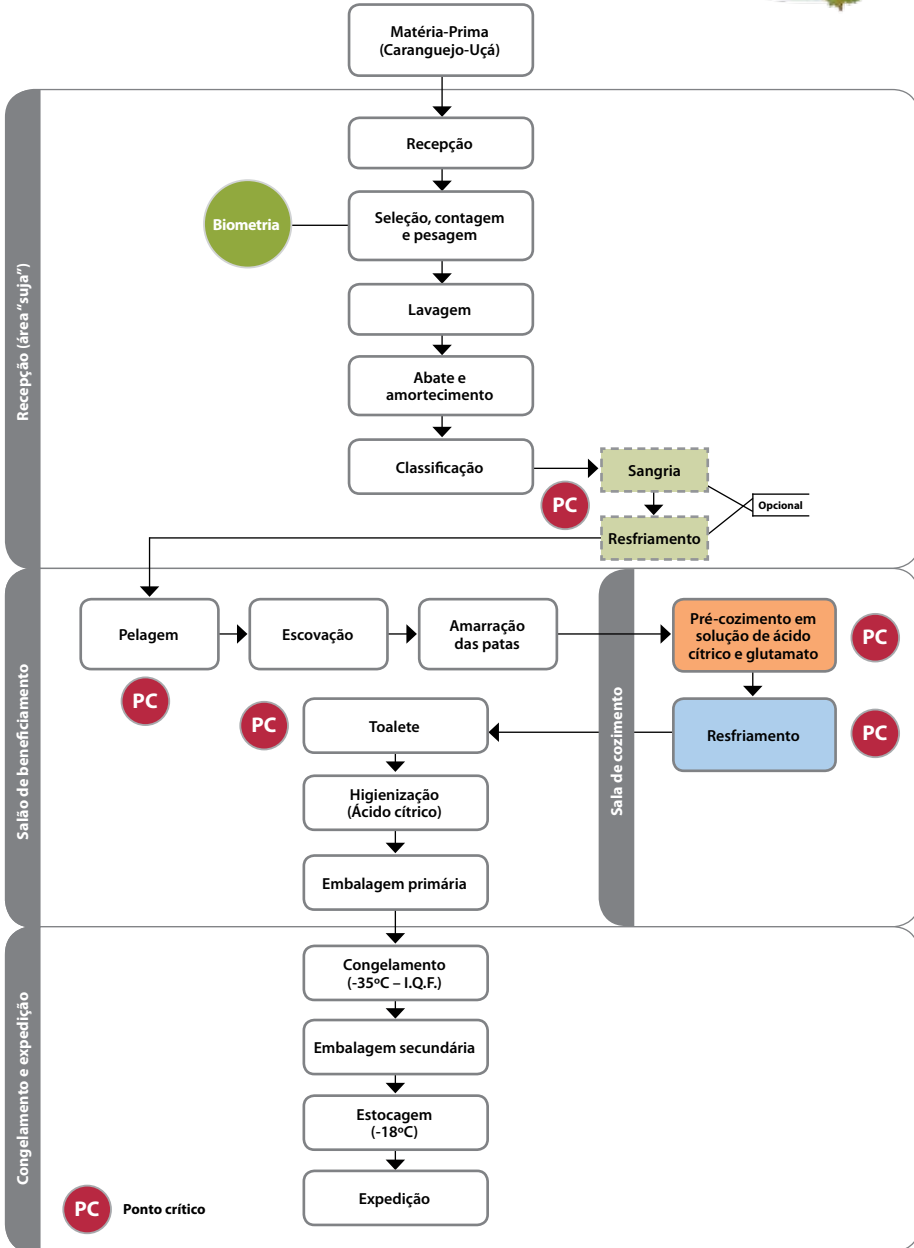 Matéria-Prima
(Caranguejo-Uçá)
Recepção (área “suja”)
Recepção
Biometria
Seleção, contagem
e pesagem
Lavagem
Abate e
amortecimento
Classificação
PC
Sangria
Opcional
Resfriamento
Salão de beneficiamento
Pelagem
PC
Escovação
Amarração
das patas
Sala de cozimento
Pré-cozimento em
solução de ácido
cítrico e glutamato
PC
Resfriamento
PC
PC
Toalete
Higienização
(Ácido cítrico)
Embalagem primária
Congelamento e expedição
Congelamento
(-35ºC – I.Q.F.)
Embalagem secundária
Estocagem
(-18ºC)
Expedição
PC
Ponto crítico